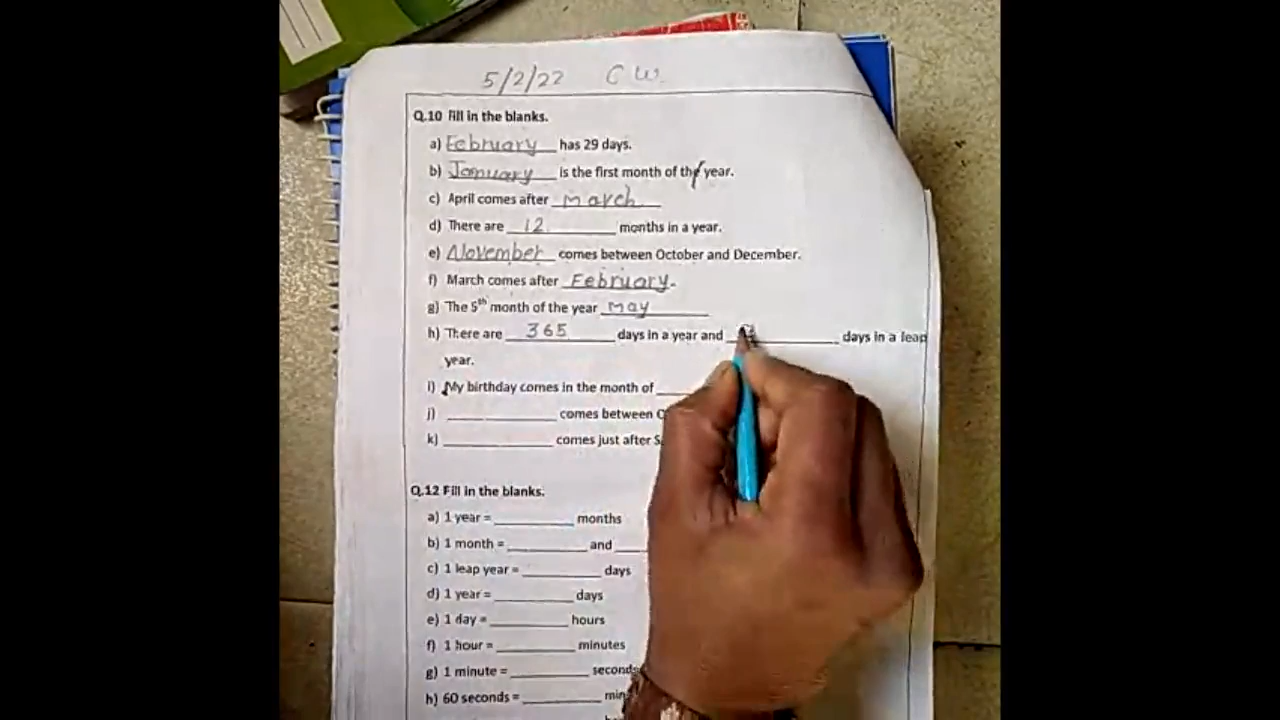 5/2/22 C W.
Q.10 Fill in the blanks.
a) February has 29 days.
b) January is the first month of the year.
c) April comes after march
d) There are 12 months in a year.
e) November comes between October and December.
f) March comes after February.
g) The 5th month of the year may
h) There are 365 days in a year and days in a leap
year.
i) My birthday comes in the month of
j) comes between
k) comes just after
Q.12 Fill in the blanks.
a) 1 year = months
b) 1 month = and
c) 1 leap year = days
d) 1 year = days
e) 1 day = hours
f) 1 hour = minutes
g) 1 minute = seconds
h) 60 seconds =